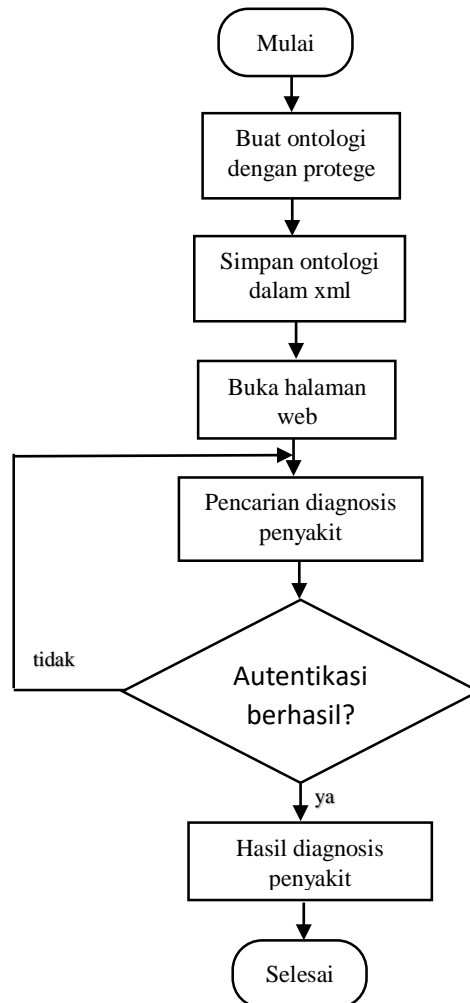 Mulai
Buat ontologi
dengan protege
Simpan ontologi
dalam xml
Buka halaman
web
Pencarian diagnosis
penyakit
tidak
Autentikasi
berhasil?
ya
Hasil diagnosis
penyakit
Selesai